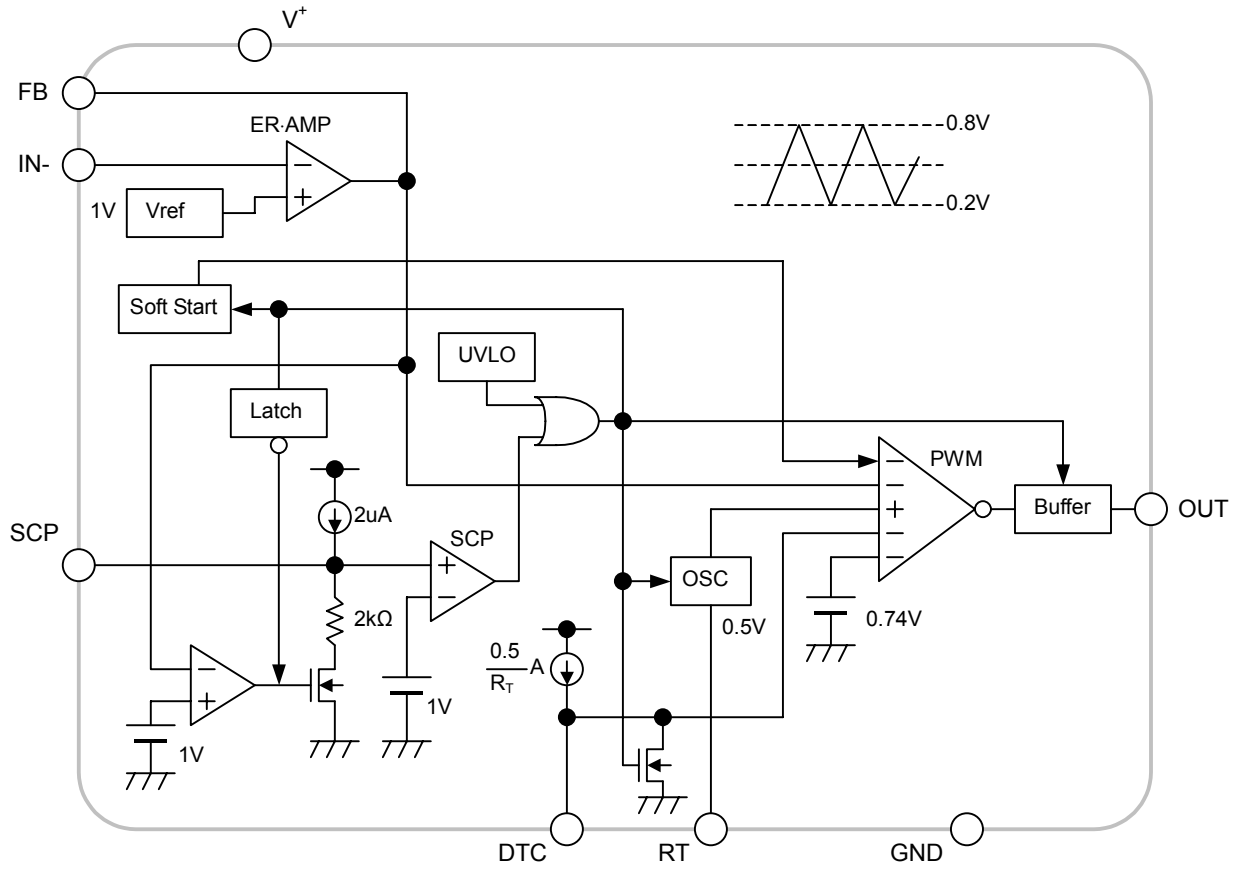 V+
FB
ER·AMP
0.8V
IN-
1V
Vref
0.2V
Soft Start
UVLO
Latch
PWM
2uA
Buffer
OUT
SCP
SCP
OSC
2kΩ
0.5V
0.74V
0.5
RT
A
1V
1V
DTC
RT
GND